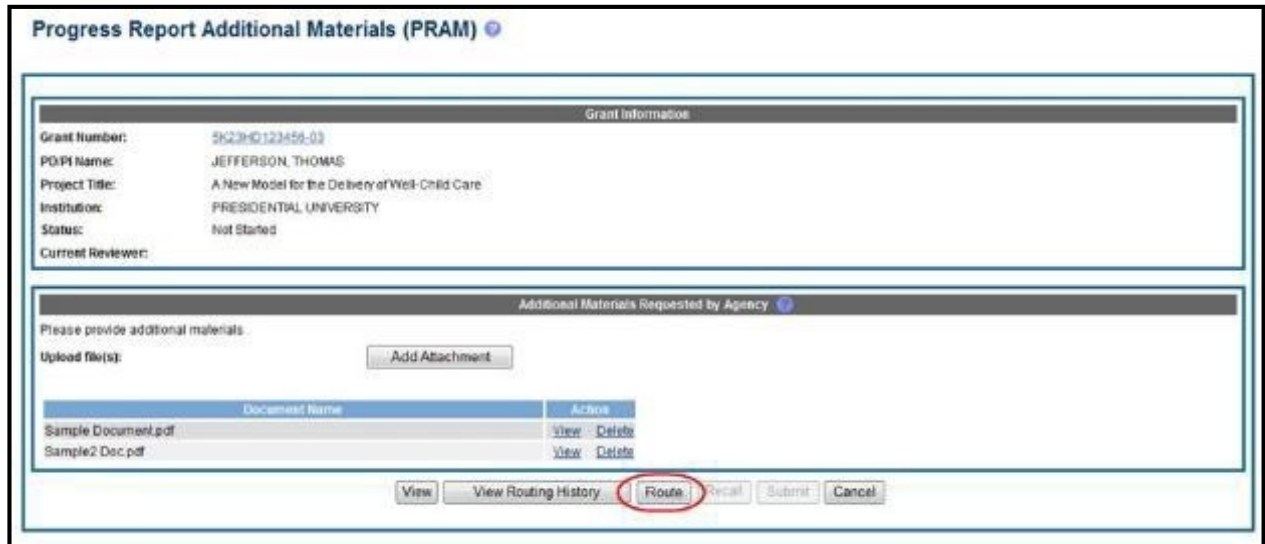 Progress Report Additional Materials (PRAM) ?
Grant Information
Grant Number: 5K23HD123456-03
PD/PI Name: JEFFERSON, THOMAS
Project Title: A New Model for the Delivery of Well-Child Care
Institution: PRESIDENTIAL UNIVERSITY
Status: Not Started
Current Reviewer:
Additional Materials Requested by Agency ?
Please provide additional materials
Upload file(s): Add Attachment
Document Name Action
Sample Document.pdf View Delete
Sample2 Doc.pdf View Delete
View View Routing History Route Recall Submit Cancel